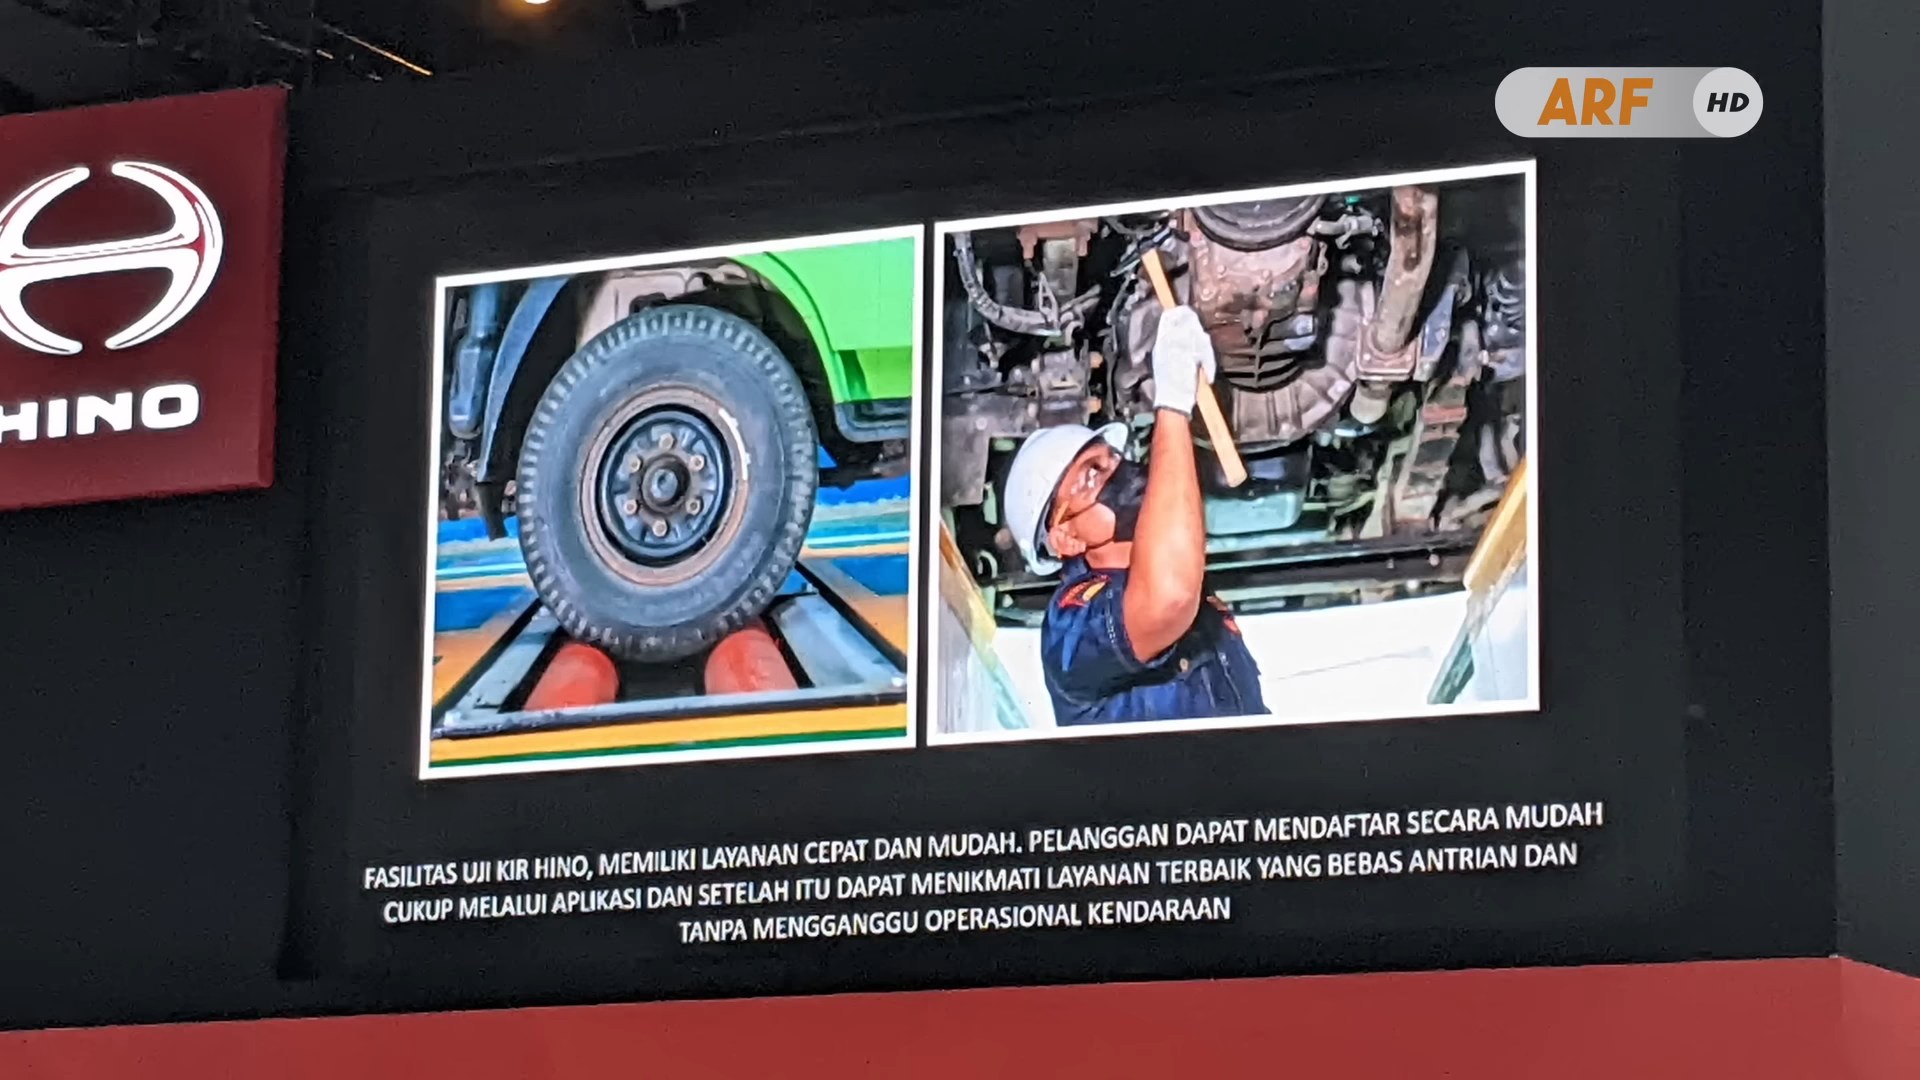 ARF HD
HINO
FASILITAS UJI KIR HINO, MEMILIKI LAYANAN CEPAT DAN MUDAH. PELANGGAN DAPAT MENDAFTAR SECARA MUDAH
CUKUP MELALUI APLIKASI DAN SETELAH ITU DAPAT MENIKMATI LAYANAN TERBAIK YANG BEBAS ANTRIAN DAN
TANPA MENGGANGGU OPERASIONAL KENDARAAN